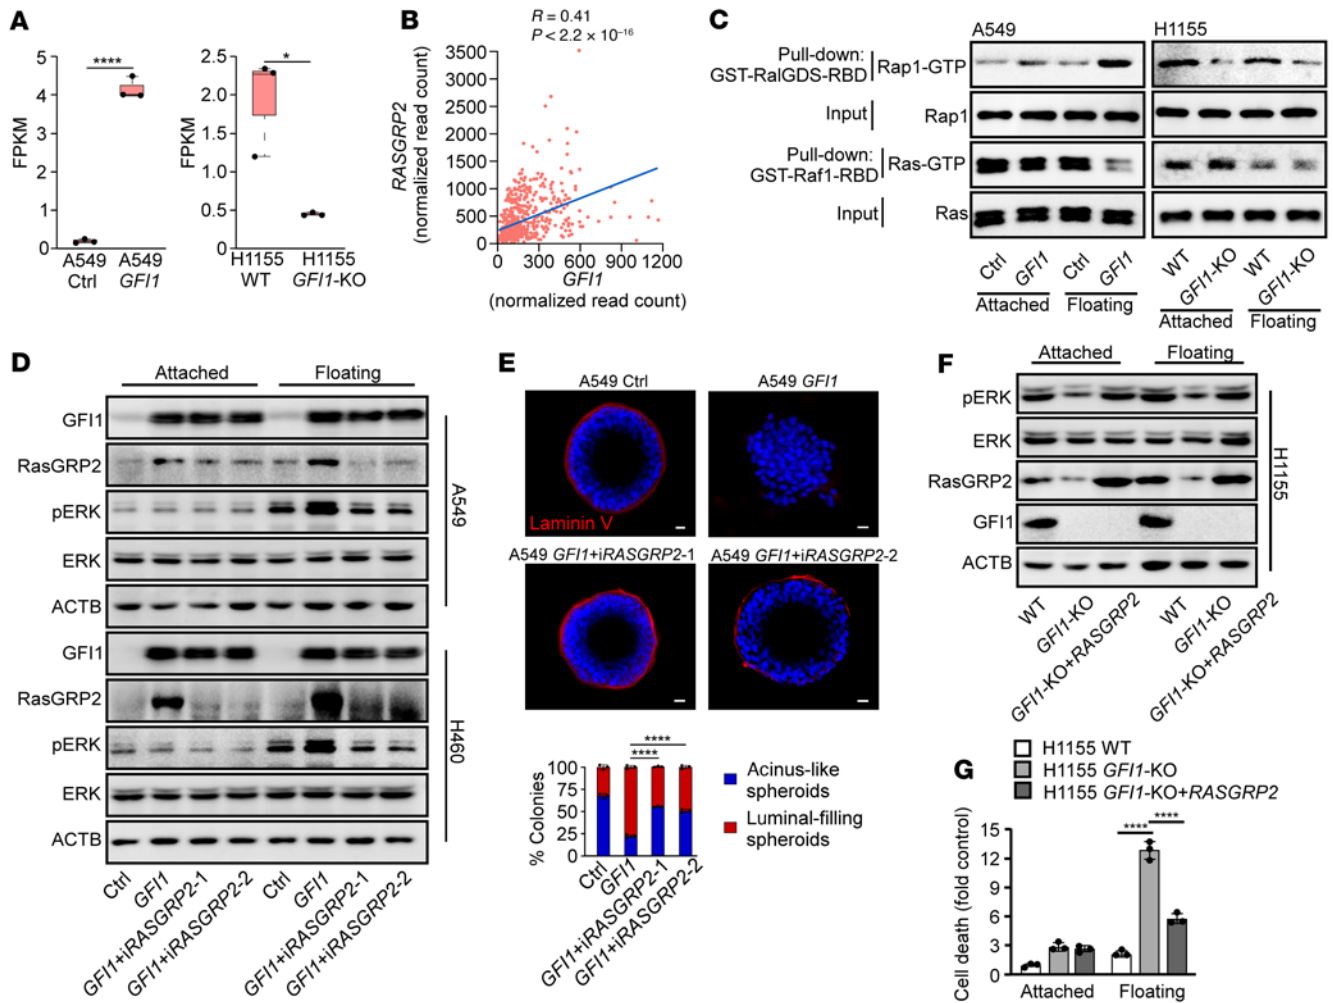 A
FPKM
5
4
3
2
1
0
****
A549
Ctrl
A549
GFI1
FPKM
2.5
2.0
1.5
1.0
0.5
0
*
H1155
WT
H1155
GFI1-KO
B
R = 0.41
P < 2.2 × 10⁻¹⁶
RASGRP2
(normalized read count)
3500
3000
2500
2000
1500
1000
500
0
0 300 600 900 1200
GFI1
(normalized read count)
C
A549
H1155
Pull-down:
GST-RalGDS-RBD
Rap1-GTP
Input
Rap1
Pull-down:
GST-Raf1-RBD
Ras-GTP
Input
Ras
Ctrl GFI1 Ctrl GFI1
Attached Floating
WT GFI1-KO WT GFI1-KO
Attached Floating
D
Attached Floating
GFI1
RasGRP2
pERK
ERK
ACTB
A549
GFI1
RasGRP2
pERK
ERK
ACTB
H460
Ctrl
GFI1
GFI1+iRASGRP2-1
GFI1+iRASGRP2-2
Ctrl
GFI1
GFI1+iRASGRP2-1
GFI1+iRASGRP2-2
E
A549 Ctrl
A549 GFI1
Laminin V
A549 GFI1+iRASGRP2-1
A549 GFI1+iRASGRP2-2
% Colonies
100
75
50
25
0
****
****
Ctrl
GFI1
GFI1+iRASGRP2-1
GFI1+iRASGRP2-2
Acinus-like
spheroids
Luminal-filling
spheroids
F
Attached Floating
pERK
ERK
RasGRP2
GFI1
ACTB
H1155
WT
GFI1-KO
GFI1-KO+RASGRP2
WT
GFI1-KO
GFI1-KO+RASGRP2
G
H1155 WT
H1155 GFI1-KO
H1155 GFI1-KO+RASGRP2
Cell death (fold control)
15
12
9
6
3
0
**** ****
Attached Floating